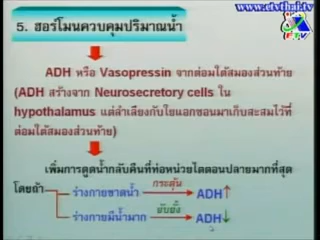 www.etvthai.tv
ETV
5. ฮอร์โมนควบคุมปริมาณน้ำ
ADH หรือ Vasopressin จากต่อมใต้สมองส่วนท้าย
(ADH สร้างจาก Neurosecretory cells ใน
hypothalamus แต่ลำเลียงกับใยแอกซอนมาเก็บสะสมไว้ที่
ต่อมใต้สมองส่วนท้าย)
เพิ่มการดูดน้ำกลับคืนที่ท่อหน่วยไตตอนปลายมากที่สุด
โดยถ้า
ร่างกายขาดน้ำ กระตุ้น ADH↑
ร่างกายมีน้ำมาก ยับยั้ง ADH↓